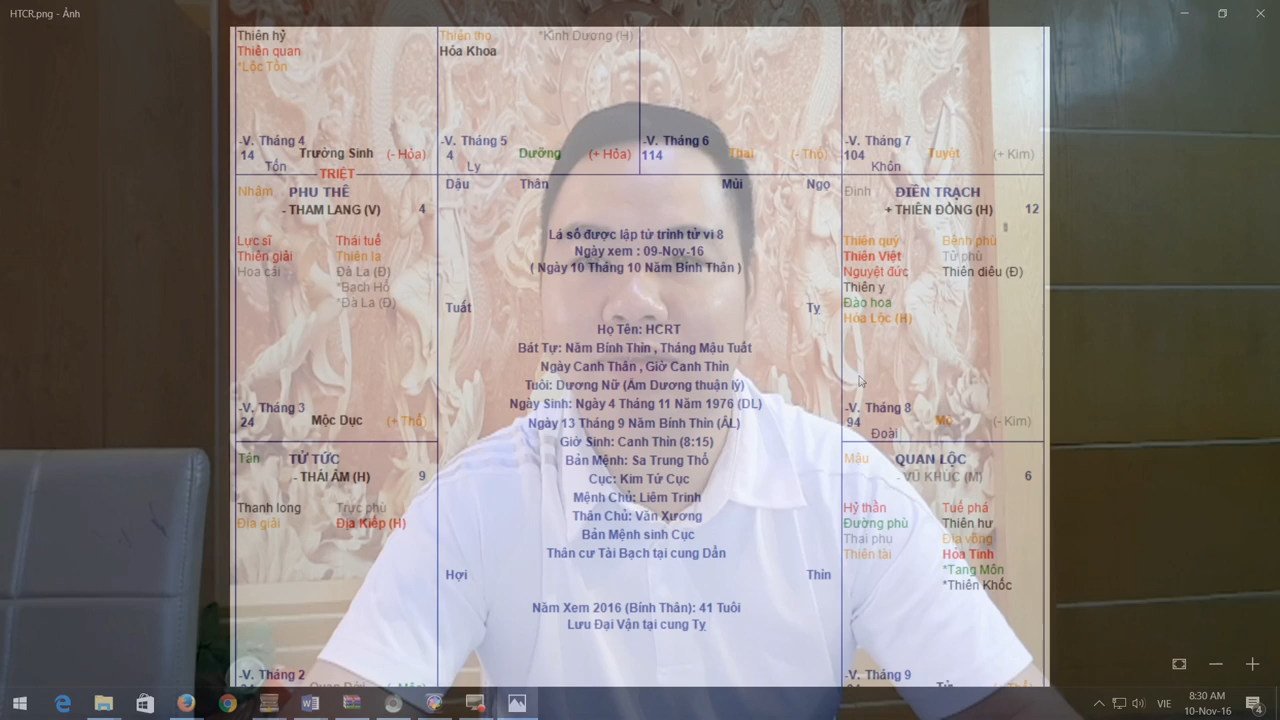 HTCR.png - Ảnh
Thiên hỷ
Thiên quan
*Lộc Tồn
Thiên thọ *Kình Dương (H)
Hóa Khoa
-V. Tháng 4
14 Trường Sinh (- Hỏa)
Tốn
-V. Tháng 5
4 Dưỡng (+ Hỏa)
Ly
-V. Tháng 6
114 Thai (- Thổ)
-V. Tháng 7
104 Tuyệt (+ Kim)
Khôn
TRIỆT
Nhâm PHU THÊ
- THAM LANG (V) 4
Lực sĩ Thái tuế
Thiên giải Thiên la
Hoa cái Đà La (Đ)
*Bạch Hổ
*Đà La (Đ)
-V. Tháng 3
24 Mộc Dục (+ Thổ)
Dậu Thân Mùi Ngọ
Lá số được lập từ trình tử vi 8
Ngày xem : 09-Nov-16
( Ngày 10 Tháng 10 Năm Bính Thân )
Tuất Tỵ
Họ Tên: HCRT
Bát Tự: Năm Bính Thìn , Tháng Mậu Tuất
Ngày Canh Thân , Giờ Canh Thìn
Tuổi: Dương Nữ (Âm Dương thuận lý)
Ngày Sinh: Ngày 4 Tháng 11 Năm 1976 (DL)
Ngày 13 Tháng 9 Năm Bính Thìn (ÂL)
Giờ Sinh: Canh Thìn (8:15)
Bản Mệnh: Sa Trung Thổ
Cục: Kim Tứ Cục
Mệnh Chủ: Liêm Trinh
Thân Chủ: Văn Xương
Bản Mệnh sinh Cục
Thân cư Tài Bạch tại cung Dần
Hợi Thìn
Năm Xem 2016 (Bính Thân): 41 Tuổi
Lưu Đại Vận tại cung Tỵ
Đinh ĐIỀN TRẠCH
+ THIÊN ĐỒNG (H) 12
Thiên quý Bệnh phù
Thiên Việt Tử phù
Nguyệt đức Thiên diêu (Đ)
Thiên y
Đào hoa
Hóa Lộc (H)
-V. Tháng 8
94 Mộ (- Kim)
Đoài
Tân TỬ TỨC
- THÁI ÂM (H) 9
Thanh long Trực phù
Địa giải Địa Kiếp (H)
-V. Tháng 2
Mậu QUAN LỘC
- VŨ KHÚC (M) 6
Hỷ thần Tuế phá
Đường phù Thiên hư
Thai phụ Địa võng
Thiên tài Hỏa Tinh
*Tang Môn
*Thiên Khốc
-V. Tháng 9
VIE
8:30 AM
10-Nov-16
4